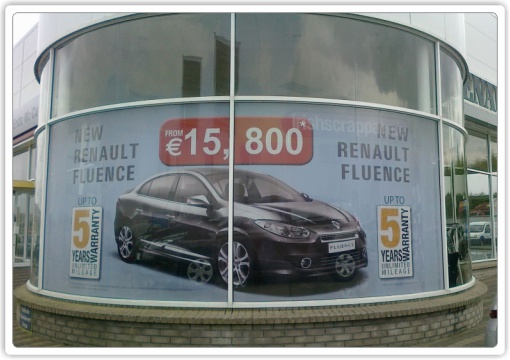 FROM
€15, 800*
NEW
RENAULT
FLUENCE
NEW
RENAULT
FLUENCE
UP TO
5
YEARS
WARRANTY
UNLIMITED
MILEAGE
UP TO
5
YEARS
WARRANTY
UNLIMITED
MILEAGE
FLUENCE